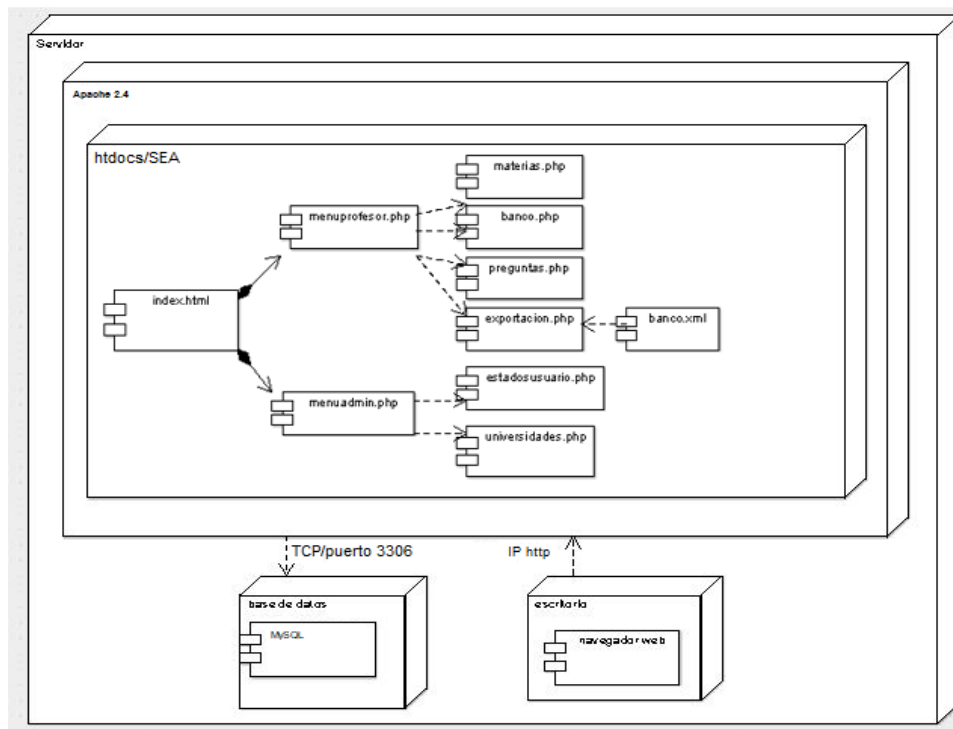 Servidor
Apache 2.4
htdocs/SEA
materias.php
menuprofesor.php
banco.php
preguntas.php
index.html
exportacion.php
banco.xml
estadosusuario.php
menuadmin.php
universidades.php
TCP/puerto 3306
IP http
base de datos
MySQL
escritorio
navegador web